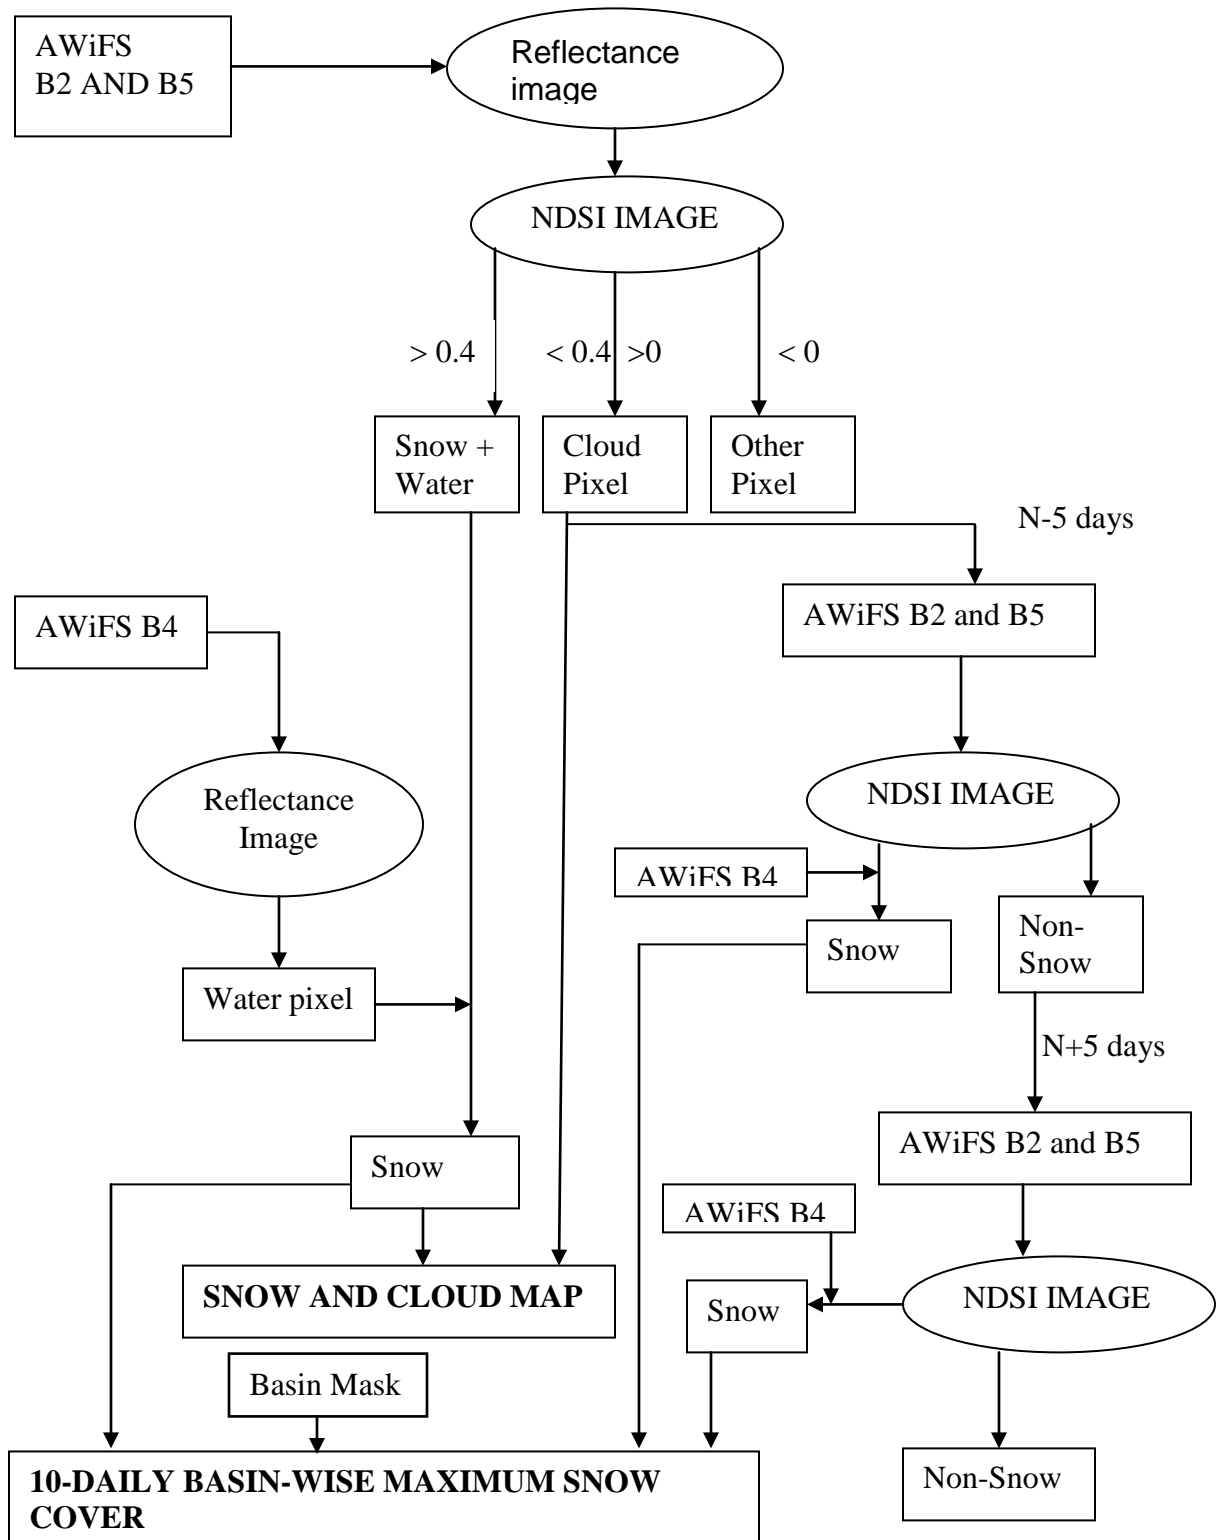 AWiFS
B2 AND B5
Reflectance
image
NDSI IMAGE
> 0.4
< 0.4 >0
< 0
Snow +
Water
Cloud
Pixel
Other
Pixel
N-5 days
AWiFS B4
AWiFS B2 and B5
Reflectance
Image
NDSI IMAGE
AWiFS B4
Snow
Non-
Snow
Water pixel
N+5 days
AWiFS B2 and B5
Snow
AWiFS B4
SNOW AND CLOUD MAP
Snow
NDSI IMAGE
Basin Mask
Non-Snow
10-DAILY BASIN-WISE MAXIMUM SNOW
COVER